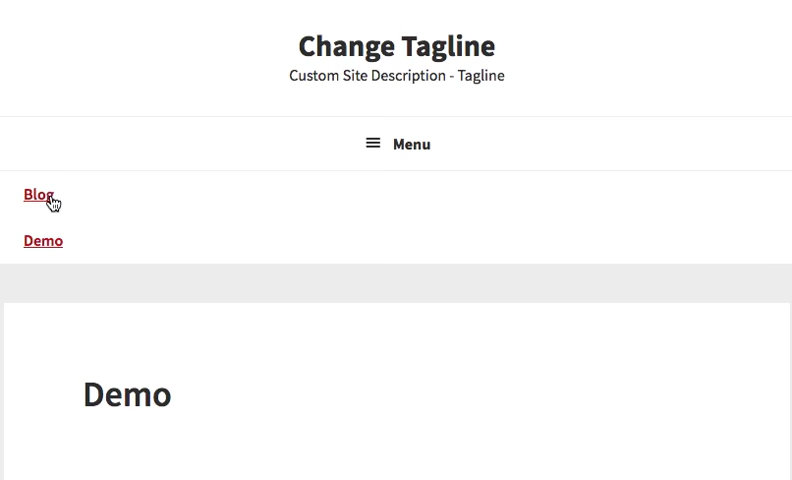 Change Tagline
Custom Site Description - Tagline
Menu
Blog
Demo
Demo